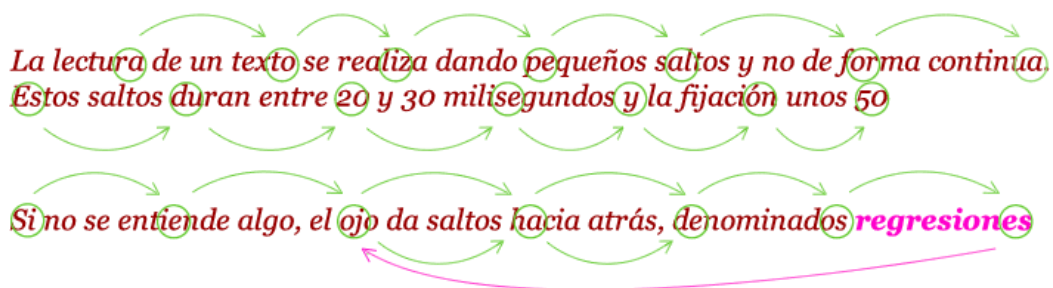 La lectura de un texto se realiza dando pequeños saltos y no de forma continua.
Estos saltos duran entre 20 y 30 milisegundos y la fijación unos 50
Si no se entiende algo, el ojo da saltos hacia atrás, denominados regresiones